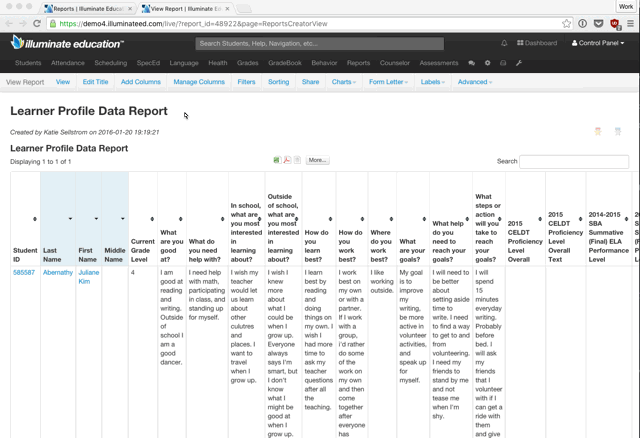 Work
Reports | Illuminate Educa
View Report | Illuminate Ed
https://demo4.illuminateed.com/live/?report_id=48922&page=ReportsCreatorView
illuminate education™
Search Students, Help, Navigation, etc...
Dashboard
Control Panel
Students Attendance Scheduling SpecEd Language Health Grades GradeBook Behavior Reports Counselor Assessments
View Report View Edit Title Add Columns Manage Columns Filters Sorting Share Charts Form Letter Labels Advanced
Learner Profile Data Report
Created by Katie Sellstrom on 2016-01-20 19:19:21
Learner Profile Data Report
Displaying 1 to 1 of 1
More...
Search
Student ID
Last Name
First Name
Middle Name
Current Grade Level
What are you good at?
What do you need help with?
In school, what are you most interested in learning about?
Outside of school, what are you most interested in learning about?
How do you learn best?
How do you work best?
Where do you work best?
What are your goals?
What help do you need to reach your goals?
What steps or action will you take to reach your goals?
2015 CELDT Proficiency Level Overall
2015 CELDT Proficiency Level Overall Text
2014-2015 SBA Summative (Final) ELA Performance Level
585587
Abernathy
Juliane Kim
4
I am good at reading and writing. Outside of school I am a good dancer.
I need help with math, participating in class, and standing up for myself.
I wish my teacher would let us learn about other culutres and places. I want to travel when I grow up.
I wish I knew more about what I could be when I grow up. Everyone always says I'm smart, but I don't know what I might be good at when I grow up.
I learn best by reading and doing things on my own. I wish I had more time to ask my teacher questions after all the teaching.
I work best on my own or with a partner. If I work with a group, i'd rather do some of the work on my own and then come together after everyone has
I like working outside.
My goal is to improve my writing, be more active in volunteer activities, and speak up for myself.
I will need to be better about setting aside time to write. I need to find a way to get to and from volunteering. I need my friends to stand by me and not tease me when I'm shy.
I will spend 15 minutes everyday writing. Probably before bed. I will ask my friends that I volunteer with if I can get a ride with them and give